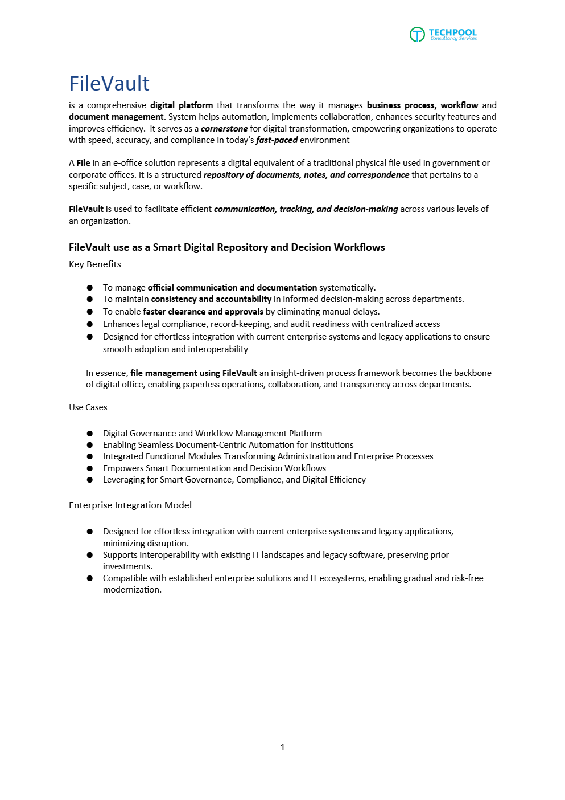 TECHPOOL
Consultancy Services
FileVault
is a comprehensive digital platform that transforms the way it manages business process, workflow and
document management. System helps automation, implements collaboration, enhances security features and
improves efficiency. It serves as a cornerstone for digital transformation, empowering organizations to operate
with speed, accuracy, and compliance in today's fast-paced environment
A File in an e-office solution represents a digital equivalent of a traditional physical file used in government or
corporate offices. It is a structured repository of documents, notes, and correspondence that pertains to a
specific subject, case, or workflow.
FileVault is used to facilitate efficient communication, tracking, and decision-making across various levels of
an organization.
FileVault use as a Smart Digital Repository and Decision Workflows
Key Benefits
● To manage official communication and documentation systematically.
● To maintain consistency and accountability in informed decision-making across departments.
● To enable faster clearance and approvals by eliminating manual delays.
● Enhances legal compliance, record-keeping, and audit readiness with centralized access
● Designed for effortless integration with current enterprise systems and legacy applications to ensure
smooth adoption and interoperability
In essence, file management using FileVault an insight-driven process framework becomes the backbone
of digital office, enabling paperless operations, collaboration, and transparency across departments.
Use Cases
● Digital Governance and Workflow Management Platform
● Enabling Seamless Document-Centric Automation for Institutions
● Integrated Functional Modules Transforming Administration and Enterprise Processes
● Empowers Smart Documentation and Decision Workflows
● Leveraging for Smart Governance, Compliance, and Digital Efficiency
Enterprise Integration Model
● Designed for effortless integration with current enterprise systems and legacy applications,
minimizing disruption.
● Supports interoperability with existing IT landscapes and legacy software, preserving prior
investments.
● Compatible with established enterprise solutions and IT ecosystems, enabling gradual and risk-free
modernization.
1